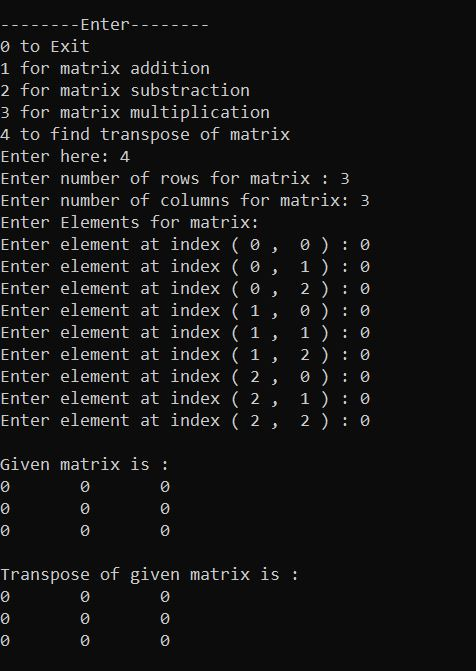 --------Enter--------
0 to Exit
1 for matrix addition
2 for matrix substraction
3 for matrix multiplication
4 to find transpose of matrix
Enter here: 4
Enter number of rows for matrix : 3
Enter number of columns for matrix: 3
Enter Elements for matrix:
Enter element at index ( 0 ,  0 ) : 0
Enter element at index ( 0 ,  1 ) : 0
Enter element at index ( 0 ,  2 ) : 0
Enter element at index ( 1 ,  0 ) : 0
Enter element at index ( 1 ,  1 ) : 0
Enter element at index ( 1 ,  2 ) : 0
Enter element at index ( 2 ,  0 ) : 0
Enter element at index ( 2 ,  1 ) : 0
Enter element at index ( 2 ,  2 ) : 0

Given matrix is :
0       0       0
0       0       0
0       0       0

Transpose of given matrix is :
0       0       0
0       0       0
0       0       0